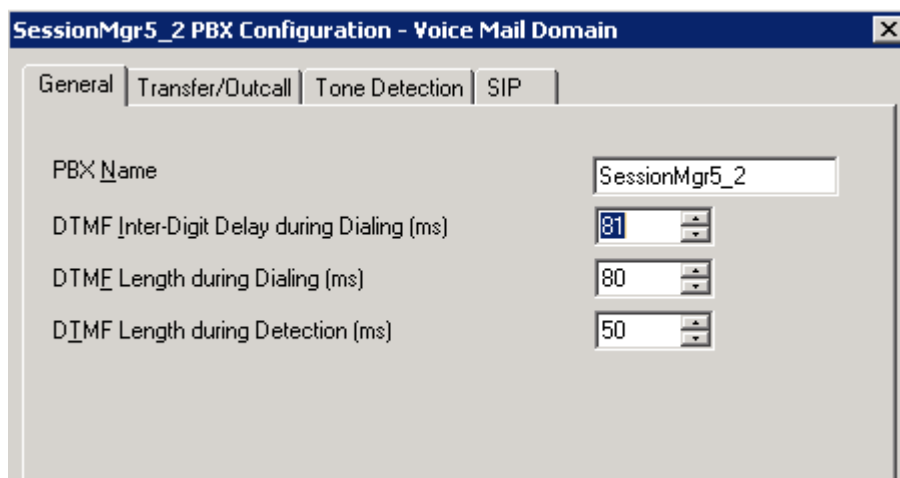 SessionMgr5_2 PBX Configuration - Voice Mail Domain
General Transfer/Outcall Tone Detection SIP
PBX Name SessionMgr5_2
DTMF Inter-Digit Delay during Dialing (ms) 81
DTMF Length during Dialing (ms) 80
DTMF Length during Detection (ms) 50